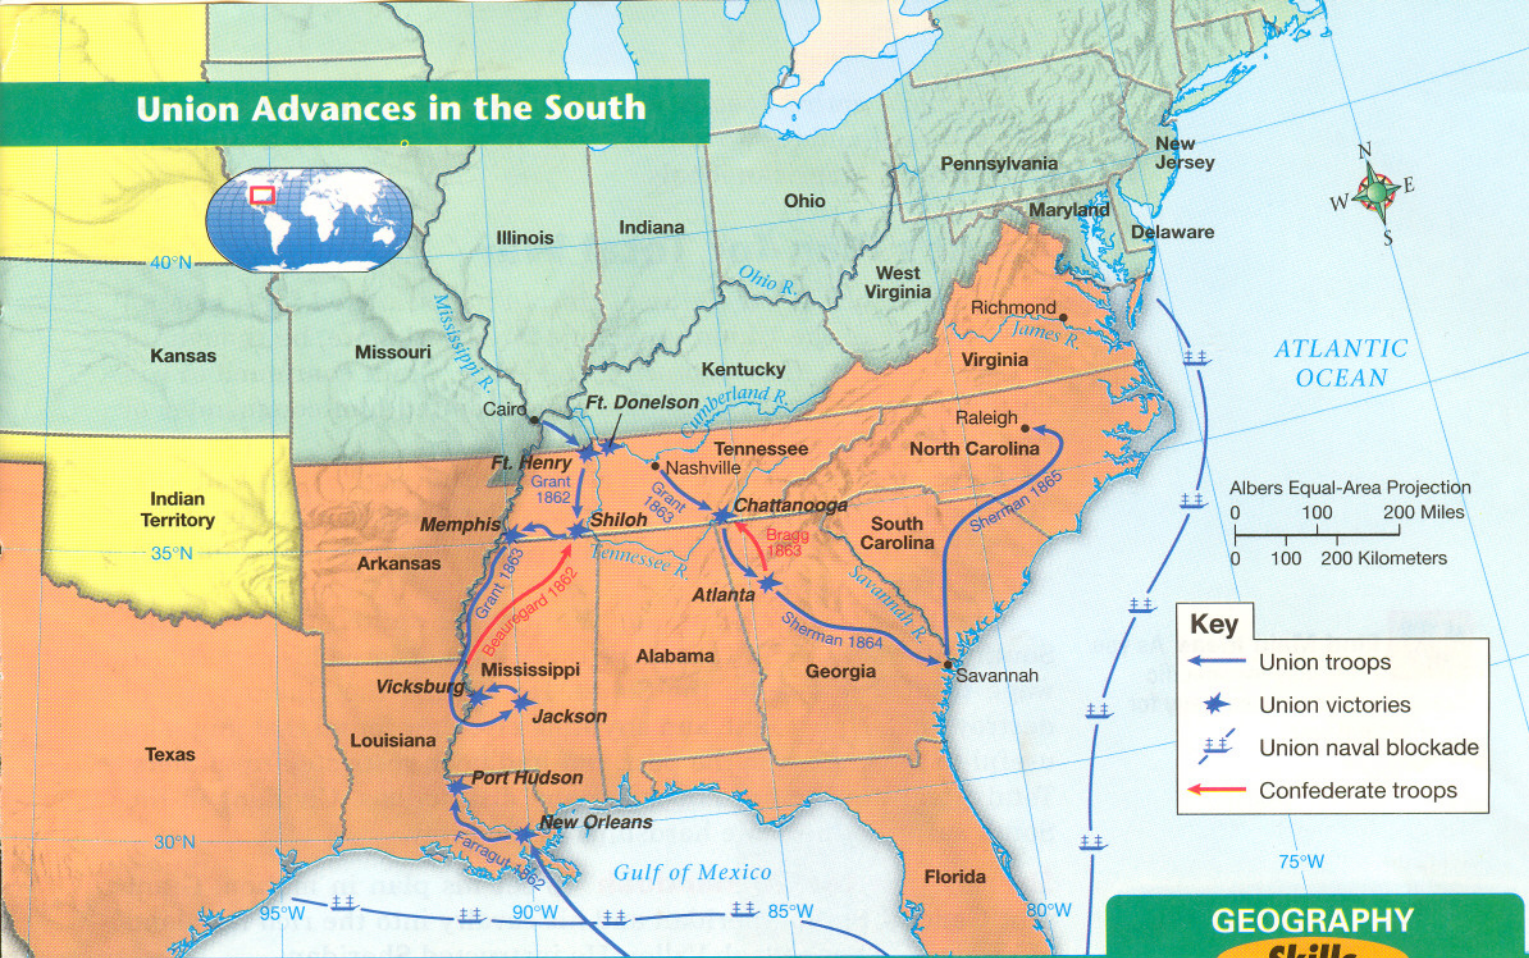 Union Advances in the South
N
W
E
S
New
Jersey
Pennsylvania
Maryland
Delaware
Ohio
Indiana
Illinois
40°N
Ohio R.
West
Virginia
Mississippi R.
Richmond
James R.
Virginia
Kansas
Missouri
Kentucky
Cumberland R.
ATLANTIC
OCEAN
Cairo
Ft. Donelson
Raleigh
North Carolina
Tennessee
Nashville
Ft. Henry
Grant
1862
Grant
1863
Chattanooga
Indian
Territory
Memphis
Shiloh
South
Carolina
Sherman 1865
Bragg
1863
35°N
Arkansas
Tennessee R.
Grant 1863
Beauregard 1862
Atlanta
Savannah R.
Sherman 1864
Albers Equal-Area Projection
0 100 200 Miles
0 100 200 Kilometers
Mississippi
Alabama
Georgia
Savannah
Vicksburg
Jackson
Louisiana
Texas
Port Hudson
New Orleans
Farragut 1862
30°N
Gulf of Mexico
Florida
95°W
90°W
85°W
80°W
75°W
Key
Union troops
Union victories
Union naval blockade
Confederate troops
GEOGRAPHY
Skills